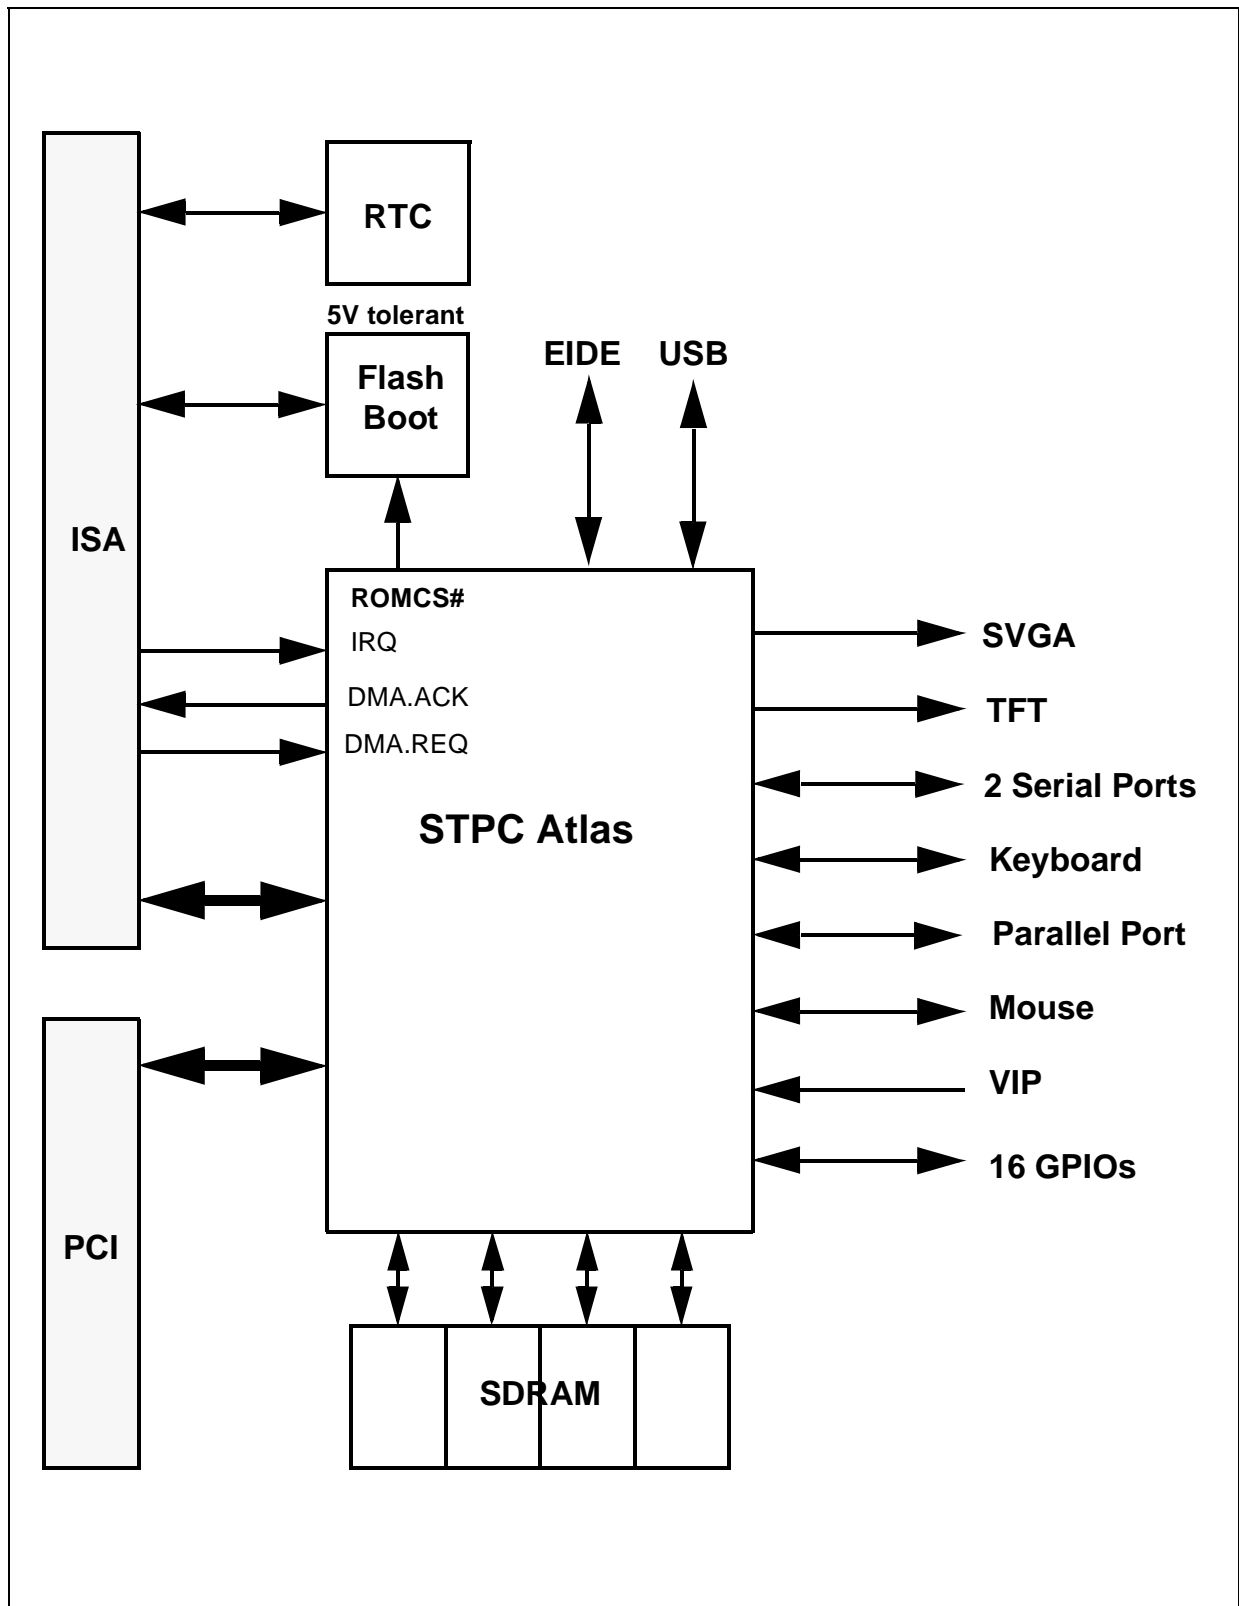 RTC
5V tolerant
Flash
Boot
EIDE
USB
ISA
ROMCS#
IRQ
DMA.ACK
DMA.REQ
STPC Atlas
SVGA
TFT
2 Serial Ports
Keyboard
Parallel Port
Mouse
VIP
16 GPIOs
PCI
SDRAM